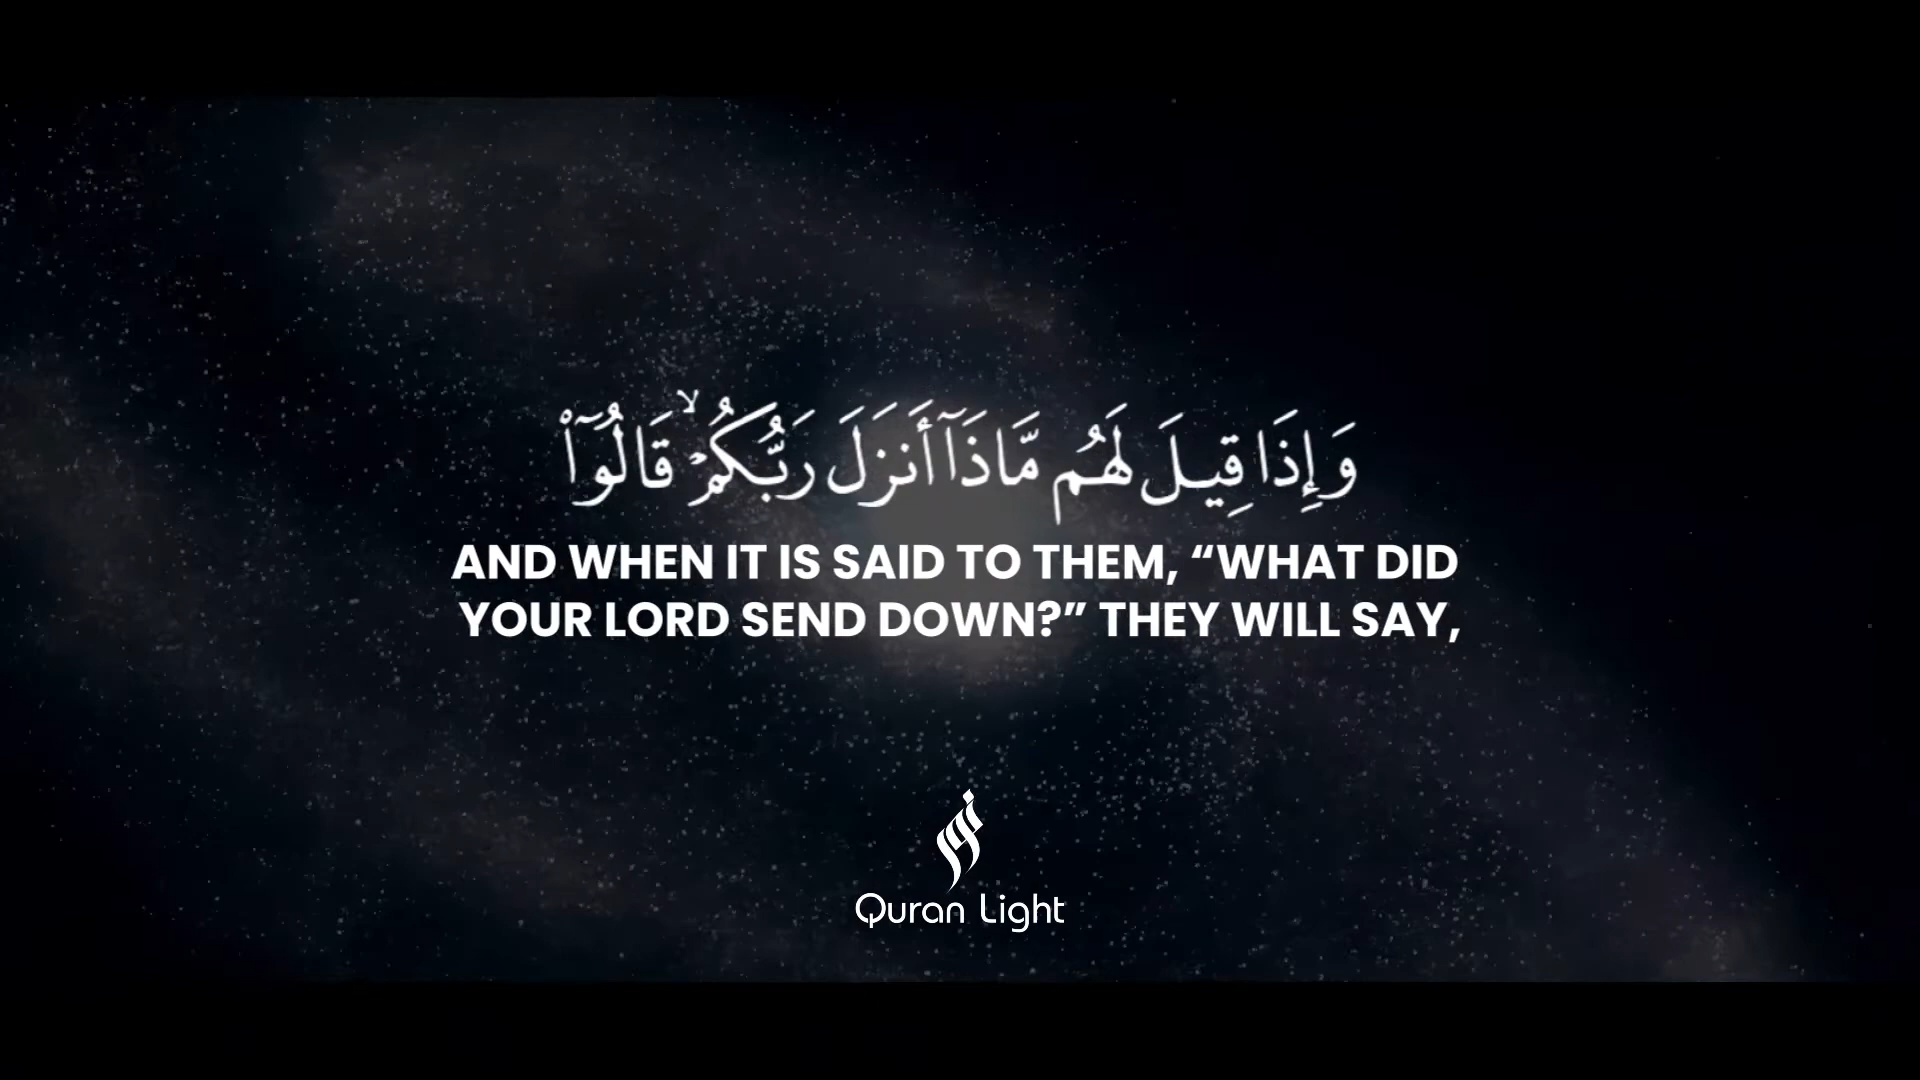 وَإِذَا قِيلَ لَهُم مَّاذَآ أَنزَلَ رَبُّكُمْ ۙ قَالُوٓا۟
AND WHEN IT IS SAID TO THEM, “WHAT DID
YOUR LORD SEND DOWN?” THEY WILL SAY,
Quran Light